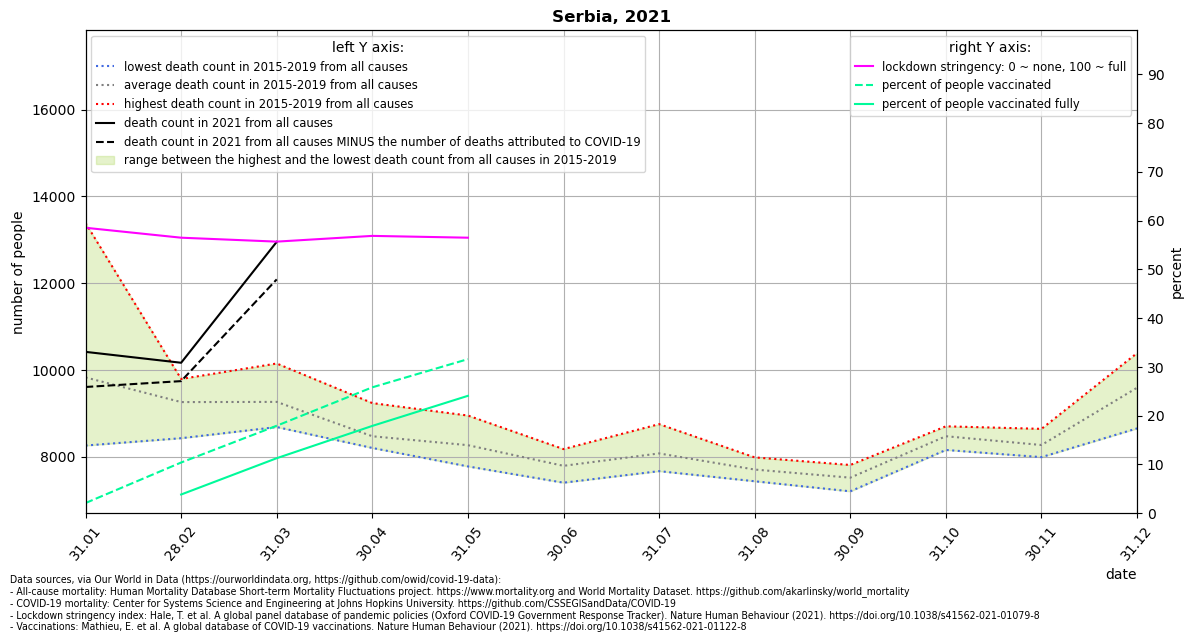 Serbia, 2021
left Y axis:
lowest death count in 2015-2019 from all causes
average death count in 2015-2019 from all causes
highest death count in 2015-2019 from all causes
death count in 2021 from all causes
death count in 2021 from all causes MINUS the number of deaths attributed to COVID-19
range between the highest and the lowest death count from all causes in 2015-2019
right Y axis:
lockdown stringency: 0 ~ none, 100 ~ full
percent of people vaccinated
percent of people vaccinated fully
number of people
16000
14000
12000
10000
8000
90
80
70
60
50
40
30
20
10
0
percent
31.01
28.02
31.03
30.04
31.05
30.06
31.07
31.08
30.09
31.10
30.11
31.12
date
Data sources, via Our World in Data (https://ourworldindata.org, https://github.com/owid/covid-19-data):
- All-cause mortality: Human Mortality Database Short-term Mortality Fluctuations project. https://www.mortality.org and World Mortality Dataset. https://github.com/akarlinsky/world_mortality
- COVID-19 mortality: Center for Systems Science and Engineering at Johns Hopkins University. https://github.com/CSSEGISandData/COVID-19
- Lockdown stringency index: Hale, T. et al. A global panel database of pandemic policies (Oxford COVID-19 Government Response Tracker). Nature Human Behaviour (2021). https://doi.org/10.1038/s41562-021-01079-8
- Vaccinations: Mathieu, E. et al. A global database of COVID-19 vaccinations. Nature Human Behaviour (2021). https://doi.org/10.1038/s41562-021-01122-8